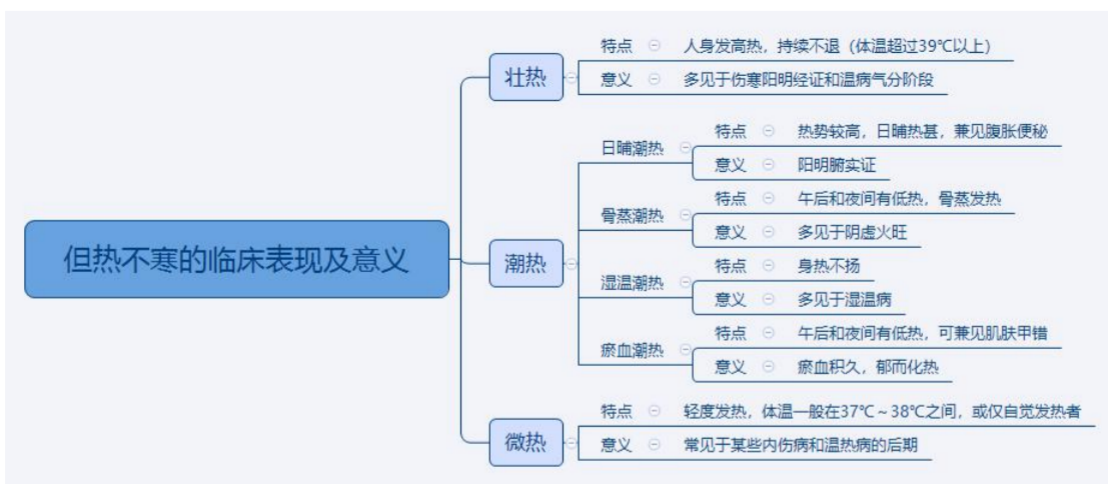 但热不寒的临床表现及意义
壮热
特点 人身发高热，持续不退（体温超过39℃以上）
意义 多见于伤寒阳明经证和温病气分阶段
潮热
日晡潮热
特点 热势较高，日晡热甚，兼见腹胀便秘
意义 阳明腑实证
骨蒸潮热
特点 午后和夜间有低热，骨蒸发热
意义 多见于阴虚火旺
湿温潮热
特点 身热不扬
意义 多见于湿温病
瘀血潮热
特点 午后和夜间有低热，可兼见肌肤甲错
意义 瘀血积久，郁而化热
微热
特点 轻度发热，体温一般在37℃～38℃之间，或仅自觉发热者
意义 常见于某些内伤病和温热病的后期